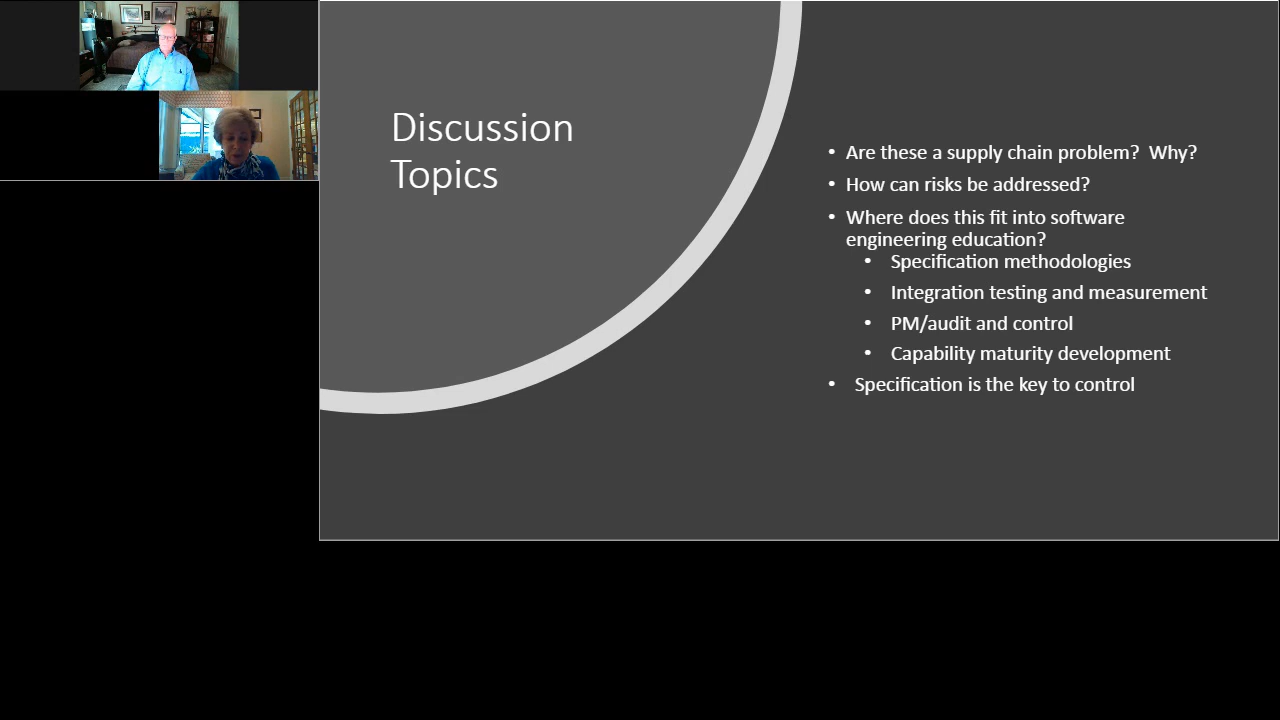 Discussion
Topics
• Are these a supply chain problem?  Why?
• How can risks be addressed?
• Where does this fit into software
engineering education?
• Specification methodologies
• Integration testing and measurement
• PM/audit and control
• Capability maturity development
• Specification is the key to control